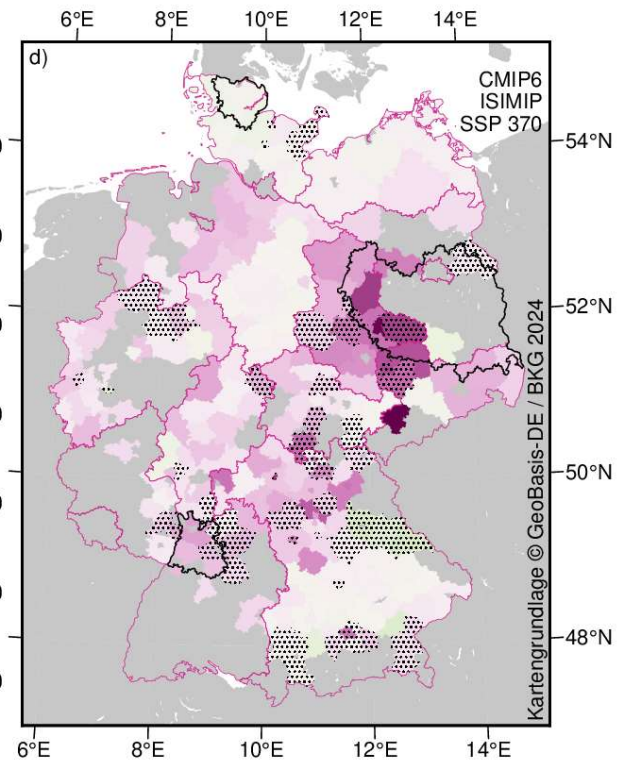 6°E 8°E 10°E 12°E 14°E
d)
CMIP6
ISIMIP
SSP 370
54°N
52°N
50°N
48°N
Kartengrundlage © GeoBasis-DE / BKG 2024
6°E 8°E 10°E 12°E 14°E